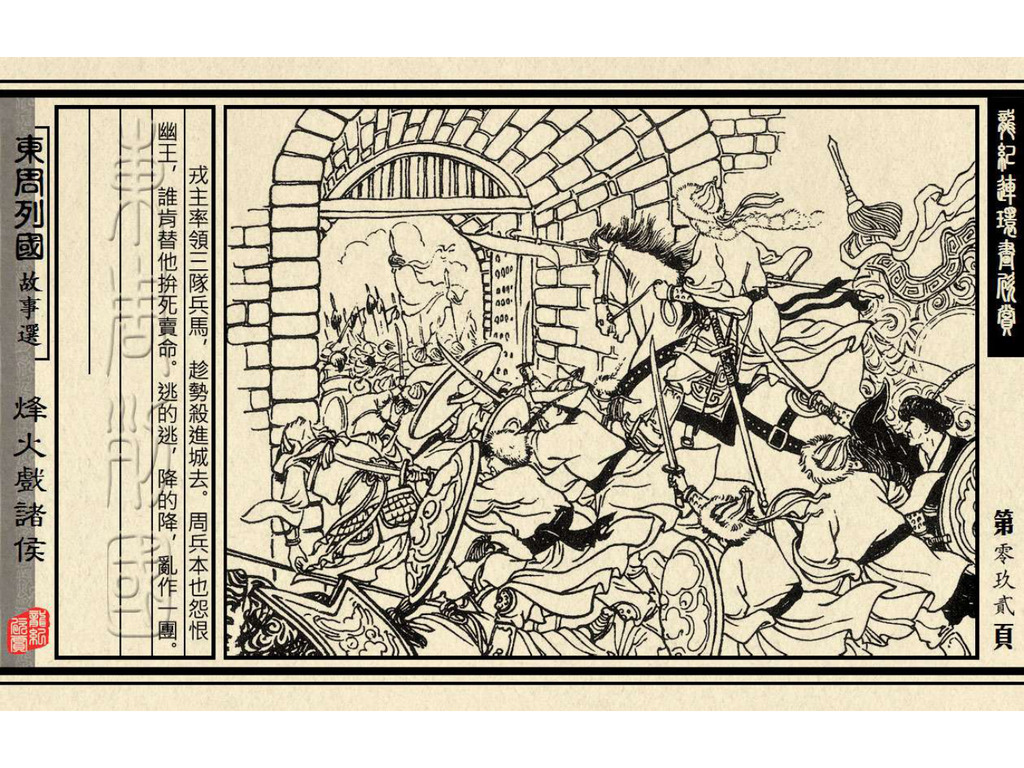 東周列國故事選
烽火戲諸侯
戎主率領三隊兵馬，趁勢殺進城去。周兵本也怨恨
幽王，誰肯替他拚死賣命。逃的逃，降的降，亂作一團。
龍紀連環畫欣賞
第零玖貳頁